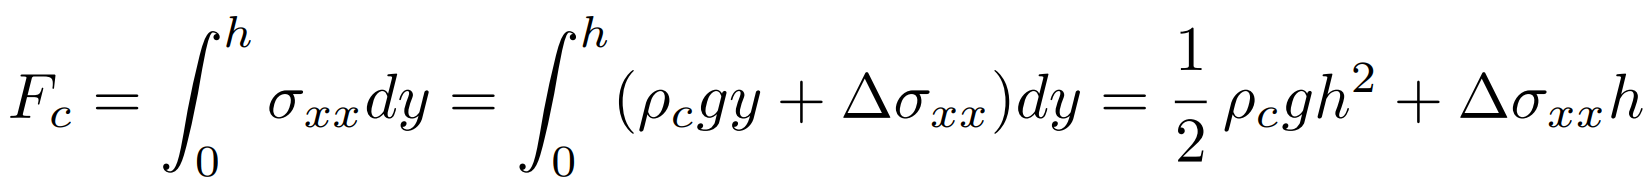 F_c = \int_0^h \sigma_{xx} dy = \int_0^h (\rho_c g y + \Delta\sigma_{xx}) dy = \frac{1}{2} \rho_c g h^2 + \Delta\sigma_{xx} h